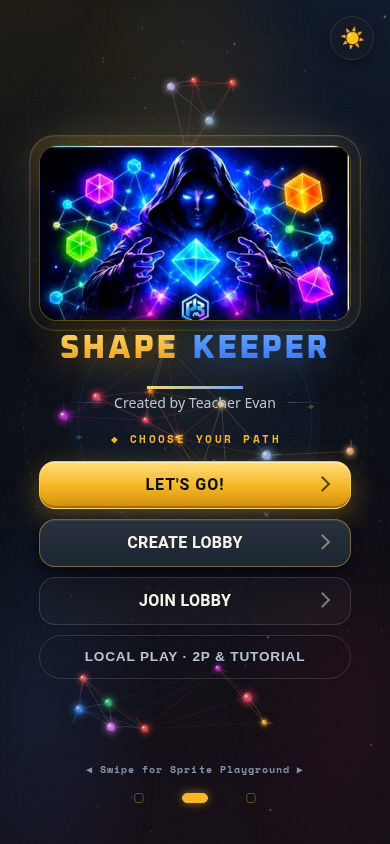 SHAPE KEEPER
Created by Teacher Evan
◆ CHOOSE YOUR PATH
LET'S GO!
CREATE LOBBY
JOIN LOBBY
LOCAL PLAY · 2P & TUTORIAL
◀ Swipe for Sprite Playground ▶